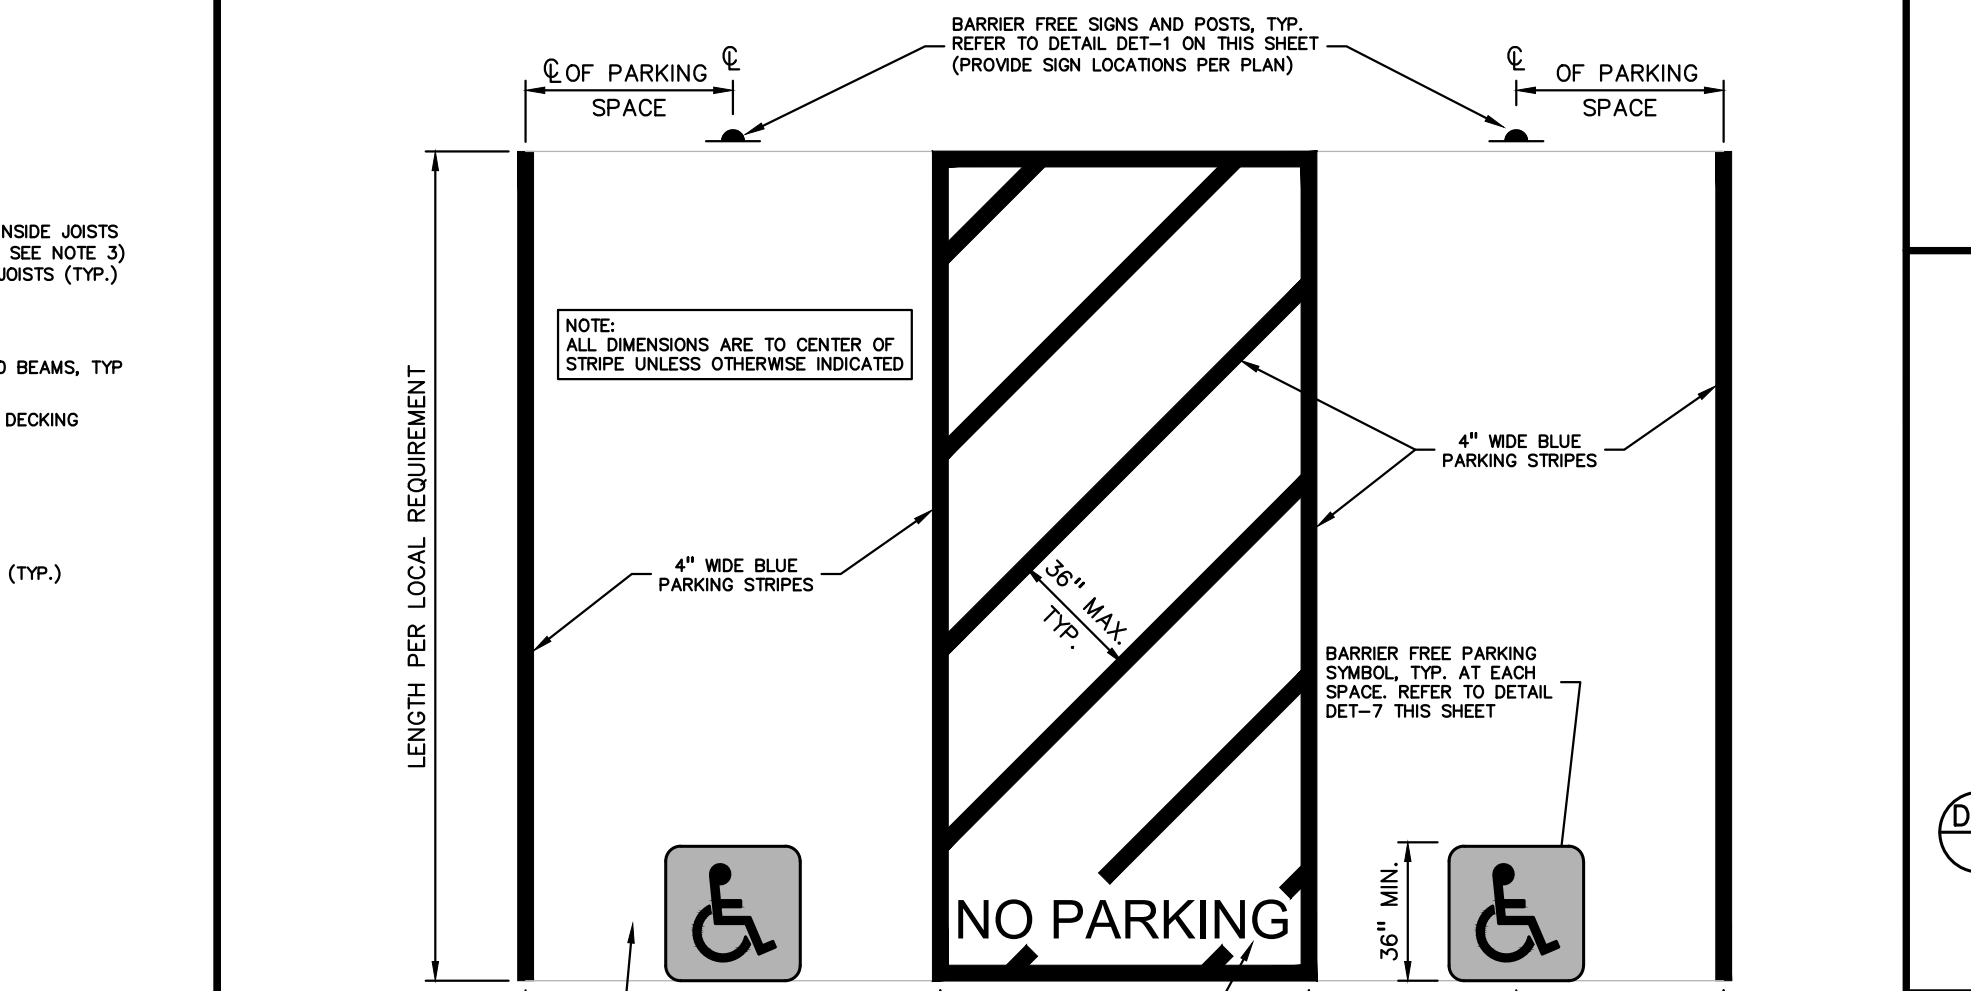 BARRIER FREE SIGNS AND POSTS, TYP.
REFER TO DETAIL DET-1 ON THIS SHEET
(PROVIDE SIGN LOCATIONS PER PLAN)
℄ OF PARKING
SPACE
℄
℄
OF PARKING
SPACE
NSIDE JOISTS
SEE NOTE 3)
JOISTS (TYP.)
BEAMS, TYP
DECKING
(TYP.)
LENGTH PER LOCAL REQUIREMENT
NOTE:
ALL DIMENSIONS ARE TO CENTER OF
STRIPE UNLESS OTHERWISE INDICATED
4" WIDE BLUE
PARKING STRIPES
4" WIDE BLUE
PARKING STRIPES
36" MAX.
TYP.
BARRIER FREE PARKING
SYMBOL, TYP. AT EACH
SPACE. REFER TO DETAIL
DET-7 THIS SHEET
36" MIN.
NO PARKING
D